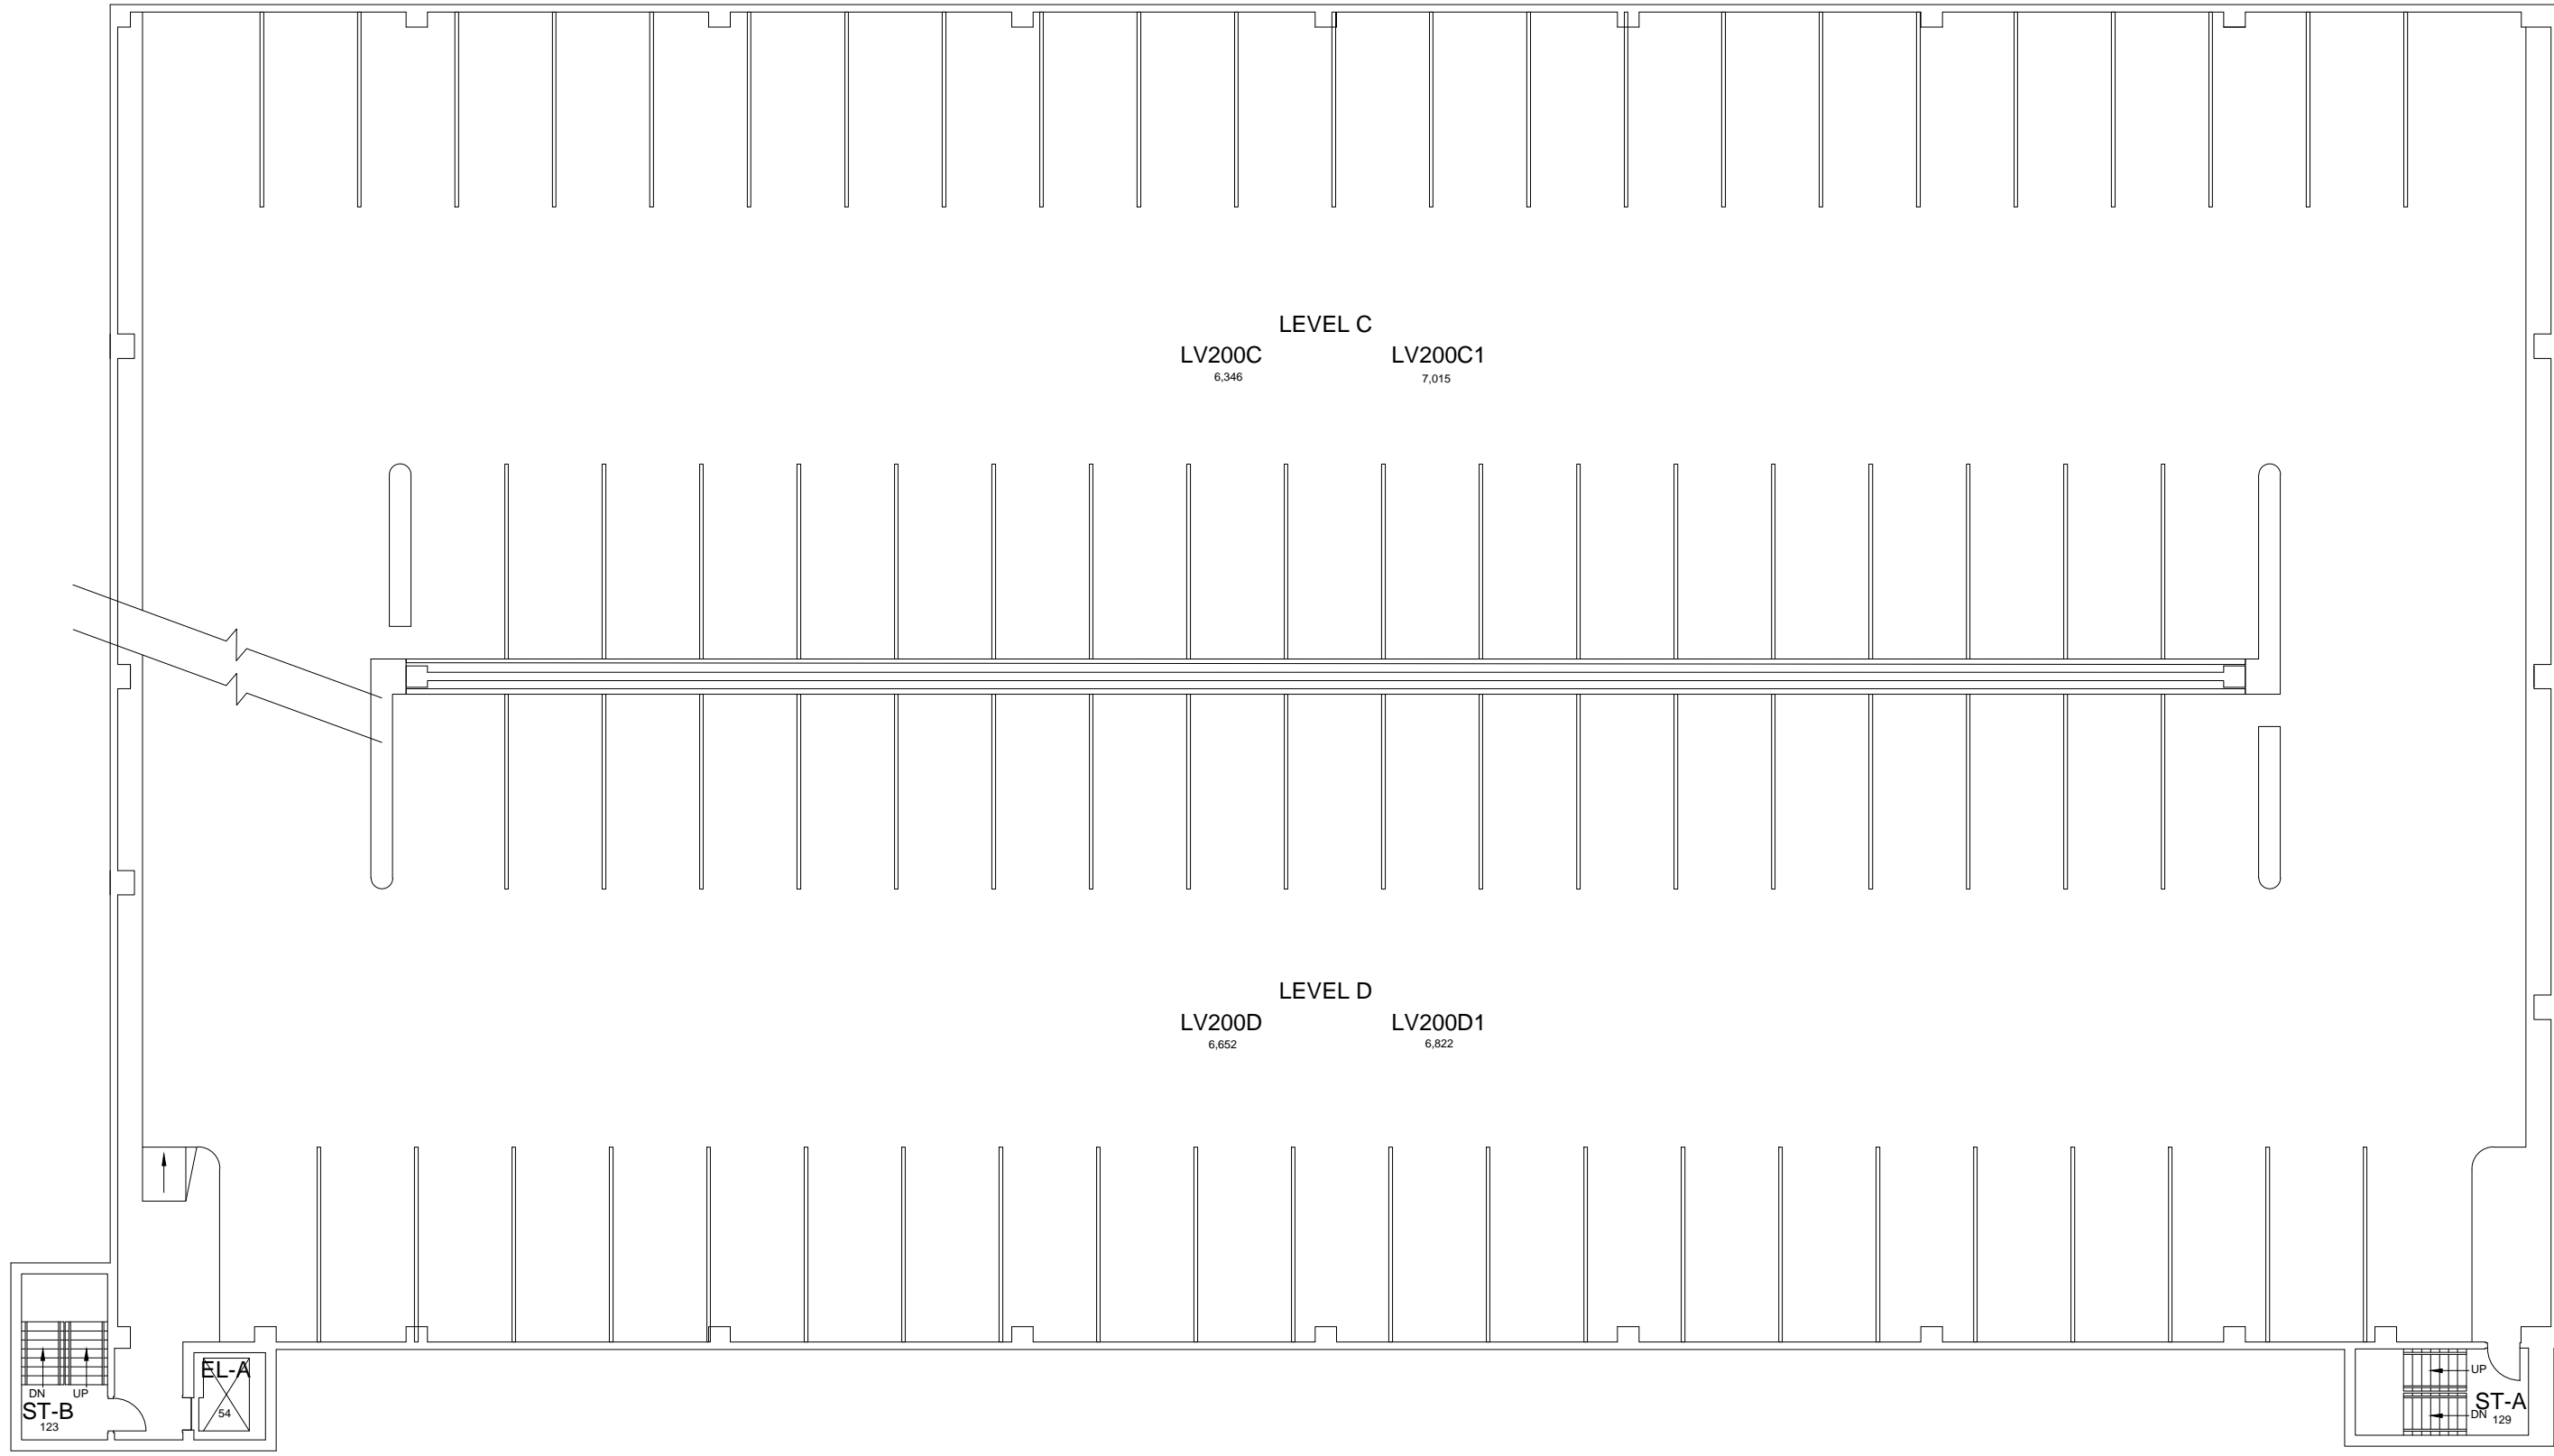 LEVEL C
LV200C LV200C1
6,346 7,015
LEVEL D
LV200D LV200D1
6,652 6,822
EL-A
54
DN UP
ST-B
123
UP
ST-A
DN 129